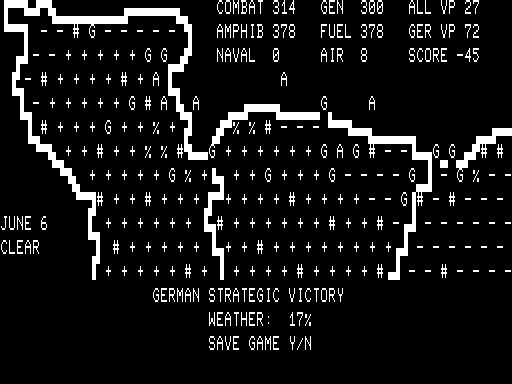 COMBAT 314 GEN 300 ALL VP 27
- - # G - - - - - AMPHIB 378 FUEL 378 GER VP 72
- - + + + + G G NAVAL 0 AIR 8 SCORE -45
- # + + + + # + A A
- + + + + + G # A A G A
# + + + G + + % + % % # - - -
# + + + # + % % # G + + + + + + G A G # - - - G G # #
+ + + + + G % + + + + G + + + G - - - - G - G % - -
# + + # + + + + + # + + + + + + + + + G # - # - - - -
JUNE 6 + + + + + + + + + + + + + # + + # + - - - - - - - -
CLEAR # + + + + + + + # + + + + + + + + - - - - - - - -
+ + + + + # + + + + # + + + + + + # - - # - - - -
GERMAN STRATEGIC VICTORY
WEATHER: 17%
SAVE GAME Y/N